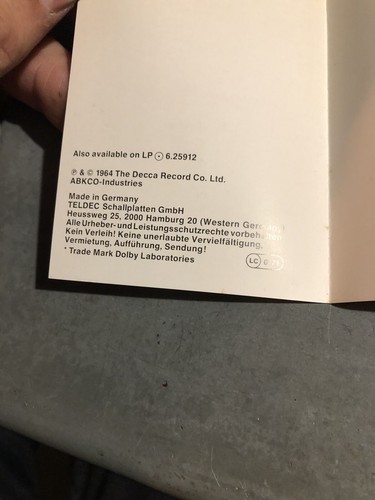 Also available on LP 6.25912
℗ & © 1964 The Decca Record Co. Ltd.
ABKCO-Industries
Made in Germany
TELDEC Schallplatten GmbH
Heussweg 25, 2000 Hamburg 20 (Western
Alle Urheber- und Leistungsschutzrechte
Kein Verleih! Keine unerlaubte Vervielfältigung,
Vermietung, Aufführung, Sendung!
* Trade Mark Dolby Laboratories
LC